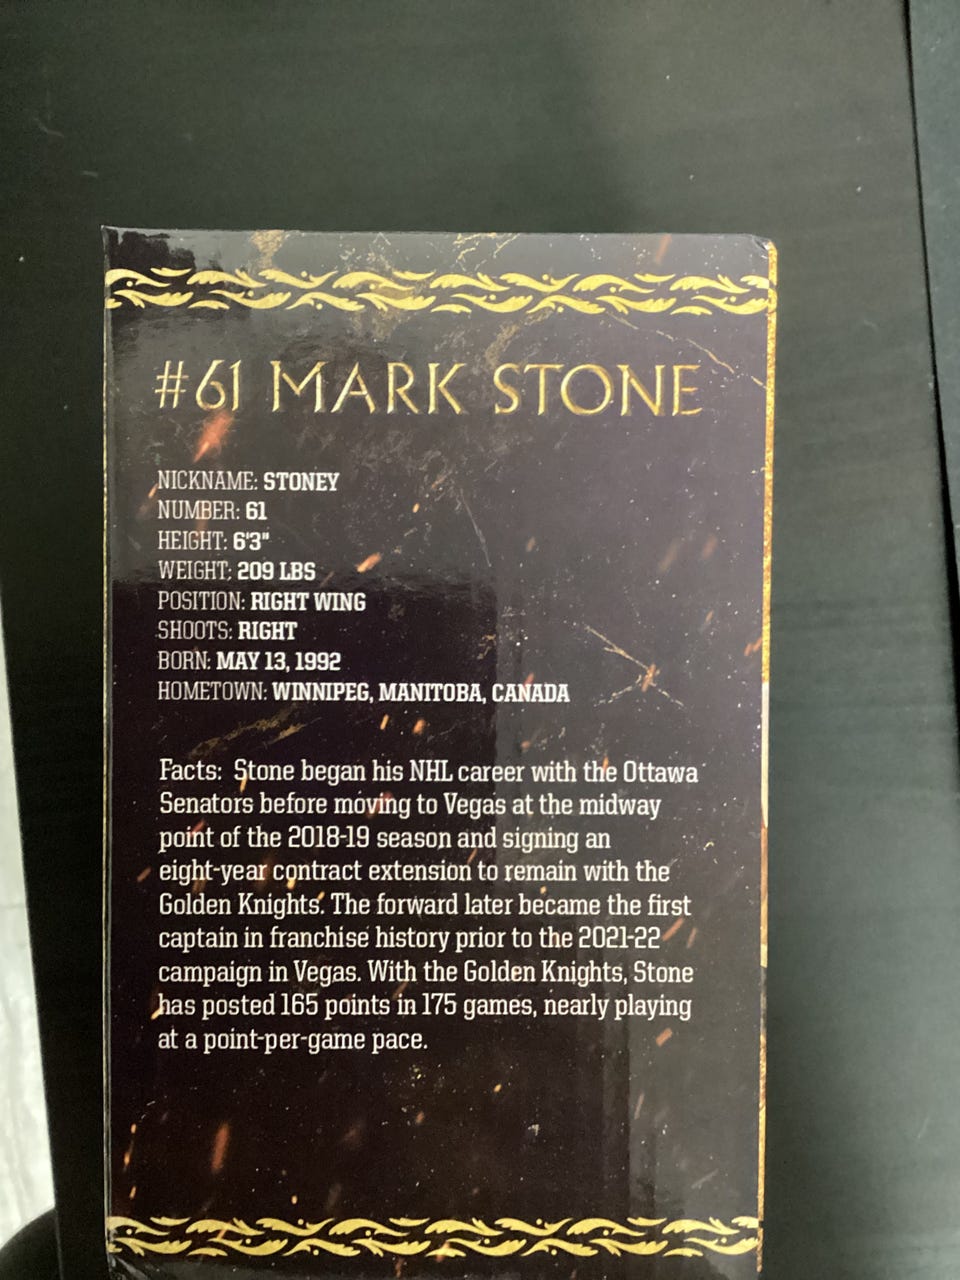 #61 MARK STONE
NICKNAME: STONEY
NUMBER: 61
HEIGHT: 6'3"
WEIGHT: 209 LBS
POSITION: RIGHT WING
SHOOTS: RIGHT
BORN: MAY 13, 1992
HOMETOWN: WINNIPEG, MANITOBA, CANADA
Facts: Stone began his NHL career with the Ottawa
Senators before moving to Vegas at the midway
point of the 2018-19 season and signing an
eight-year contract extension to remain with the
Golden Knights. The forward later became the first
captain in franchise history prior to the 2021-22
campaign in Vegas. With the Golden Knights, Stone
has posted 165 points in 175 games, nearly playing
at a point-per-game pace.